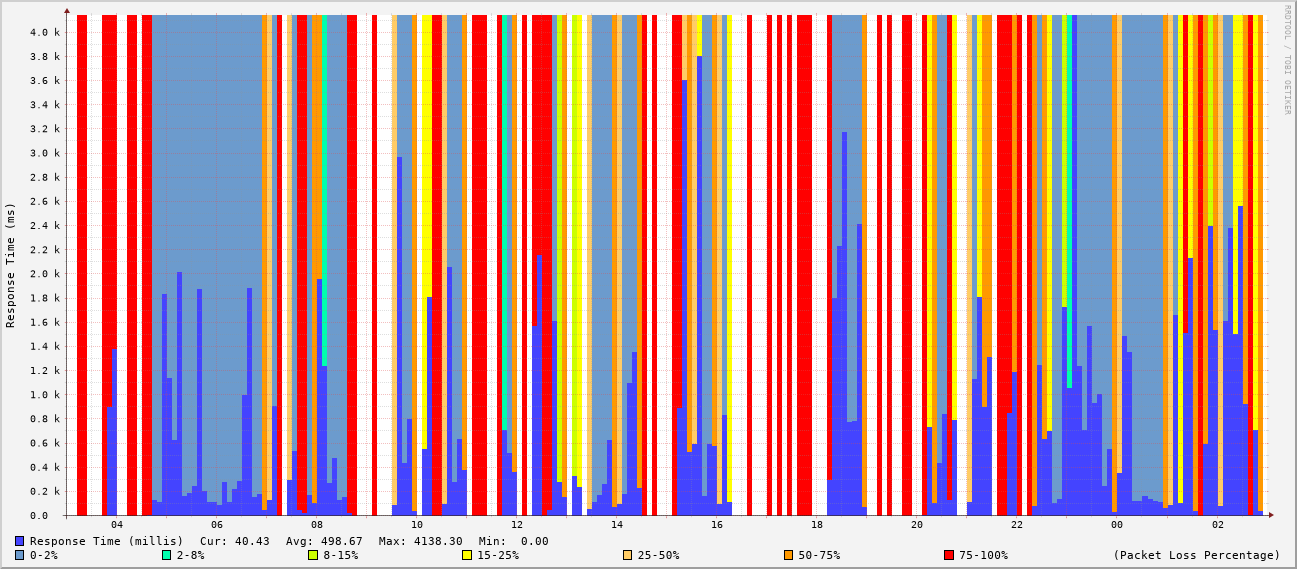 RRDTOOL / TOBI OETIKER
Response Time (ms)
4.0 k
3.8 k
3.6 k
3.4 k
3.2 k
3.0 k
2.8 k
2.6 k
2.4 k
2.2 k
2.0 k
1.8 k
1.6 k
1.4 k
1.2 k
1.0 k
0.8 k
0.6 k
0.4 k
0.2 k
0.0
04 06 08 10 12 14 16 18 20 22 00 02
Response Time (millis) Cur: 40.43 Avg: 498.67 Max: 4138.30 Min: 0.00
0-2% 2-8% 8-15% 15-25% 25-50% 50-75% 75-100% (Packet Loss Percentage)